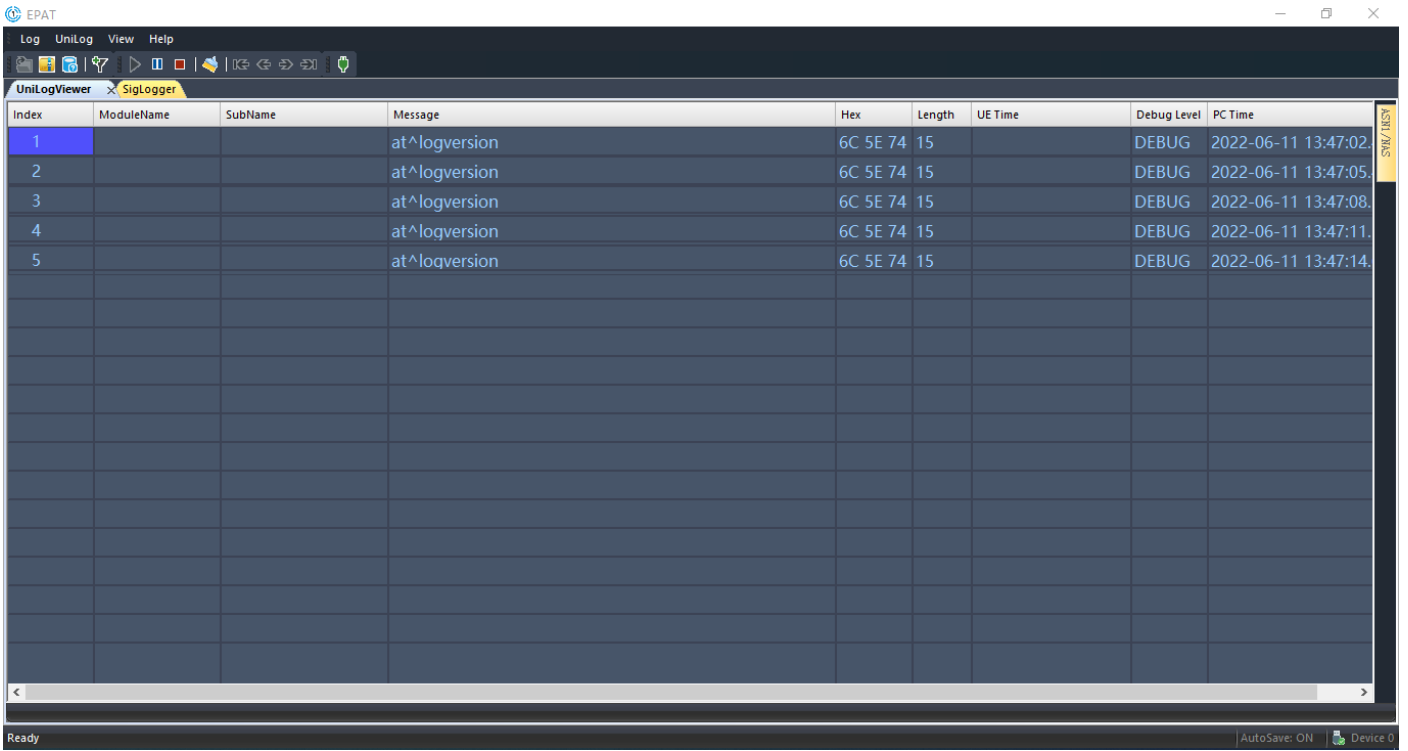 EPAT
Log UniLog View Help
UniLogViewer SigLogger
Index ModuleName SubName Message Hex Length UE Time Debug Level PC Time
1 at^logversion 6C 5E 74 15 DEBUG 2022-06-11 13:47:02.
2 at^logversion 6C 5E 74 15 DEBUG 2022-06-11 13:47:05.
3 at^logversion 6C 5E 74 15 DEBUG 2022-06-11 13:47:08.
4 at^logversion 6C 5E 74 15 DEBUG 2022-06-11 13:47:11.
5 at^logversion 6C 5E 74 15 DEBUG 2022-06-11 13:47:14.
ASN1/NAS
Ready AutoSave: ON Device 0